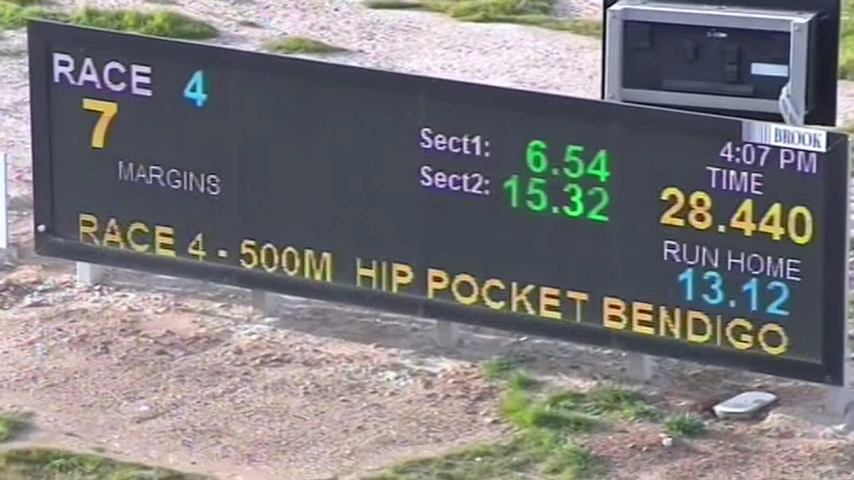 RACE 4
7
MARGINS
Sect1: 6.54
Sect2: 15.32
BROOK
4:07 PM
TIME
28.440
RUN HOME
13.12
RACE 4 - 500M HIP POCKET BENDIGO